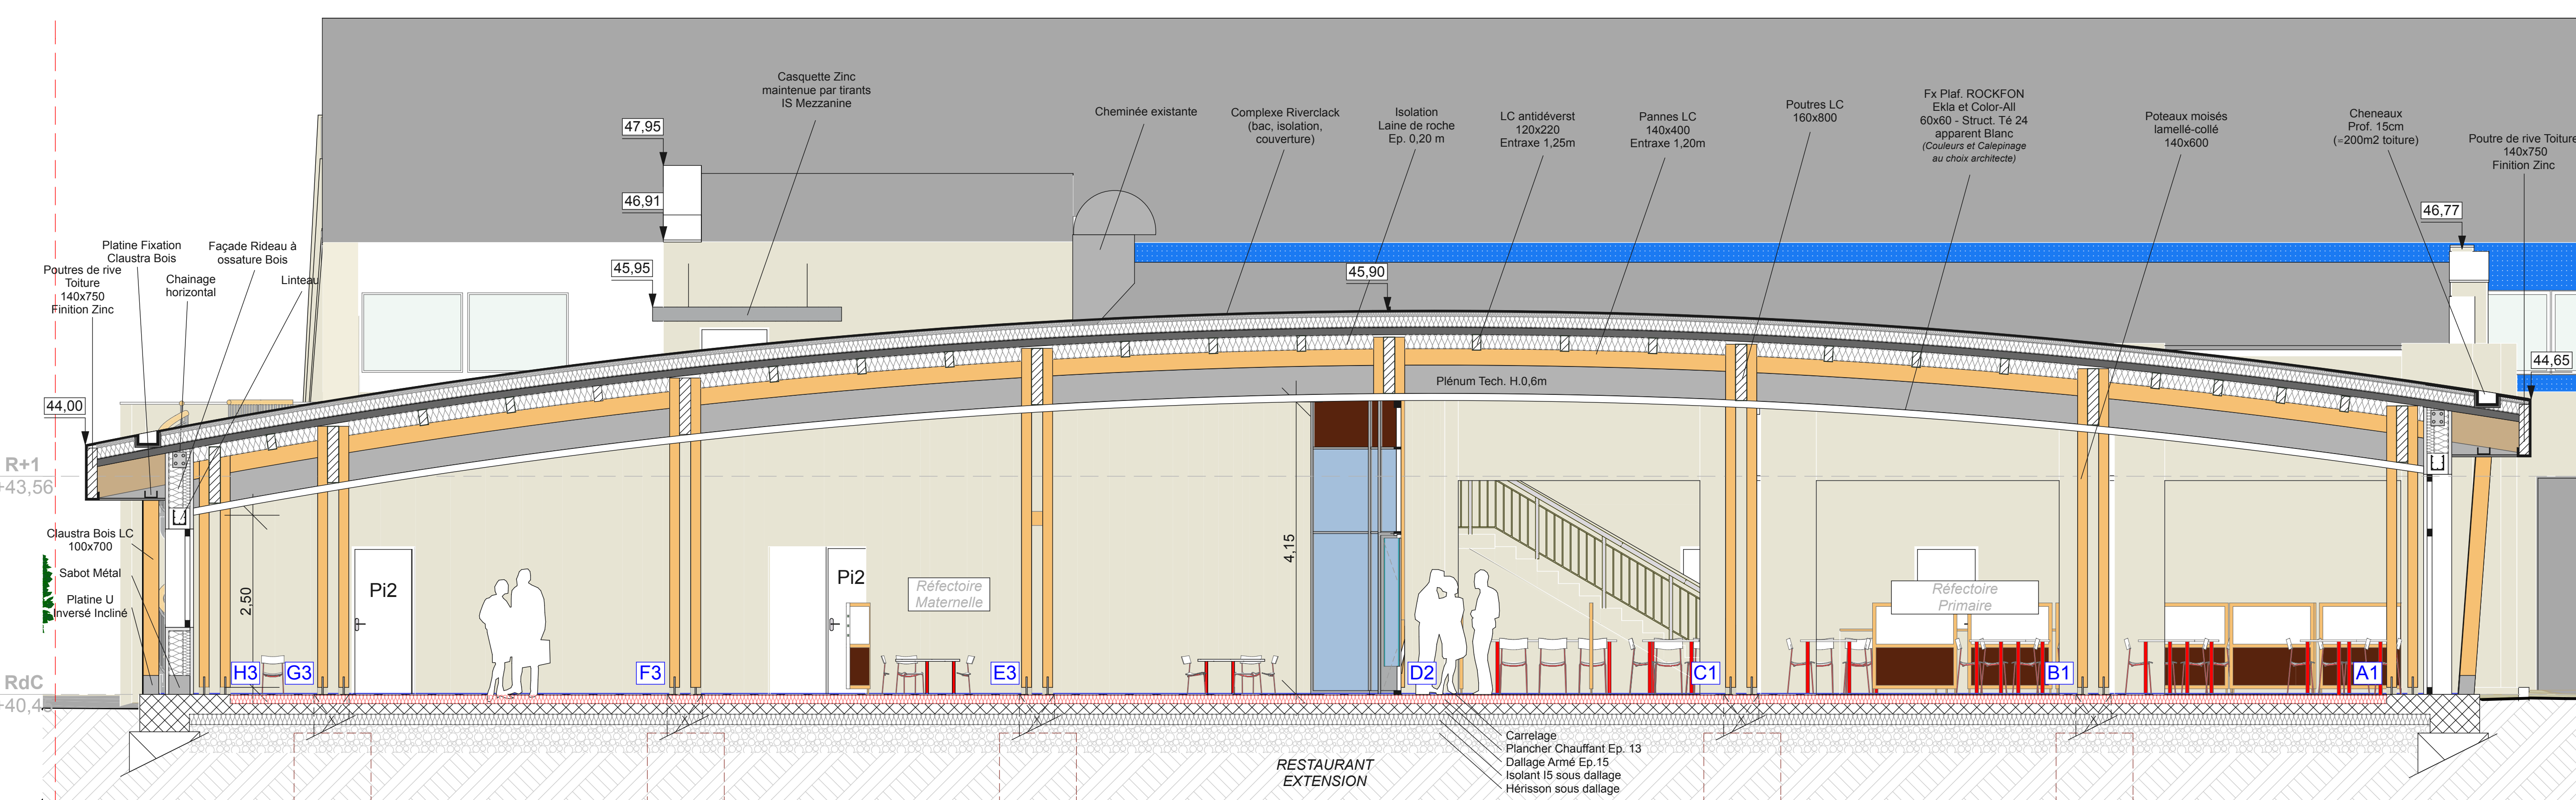 Casquette Zinc
maintenue par tirants
IS Mezzanine
Cheminée existante
Complexe Riverclack
(bac, isolation,
couverture)
Isolation
Laine de roche
Ep. 0,20 m
LC antidéverst
120x220
Entraxe 1,25m
Pannes LC
140x400
Entraxe 1,20m
Poutres LC
160x800
Fx Plaf. ROCKFON
Ekla et Color-All
60x60 - Struct. Té 24
apparent Blanc
(Couleurs et Calepinage
au choix architecte)
Poteaux moisés
lamellé-collé
140x600
Cheneaux
Prof. 15cm
(=200m2 toiture)
Poutre de rive Toiture
140x750
Finition Zinc
47,95
46,91
45,95
45,90
46,77
44,65
44,00
Platine Fixation
Claustra Bois
Façade Rideau à
ossature Bois
Poutres de rive
Toiture
140x750
Finition Zinc
Chainage
horizontal
Linteau
Plénum Tech. H.0,6m
R+1
+43,56
Claustra Bois LC
100x700
Sabot Métal
Platine U
Inversé Incliné
2,50
4,15
Pi2
Pi2
Réfectoire
Maternelle
Réfectoire
Primaire
H3
G3
F3
E3
D2
C1
B1
A1
RdC
Carrelage
Plancher Chauffant Ep. 13
Dallage Armé Ep.15
Isolant I5 sous dallage
Hérisson sous dallage
RESTAURANT
EXTENSION